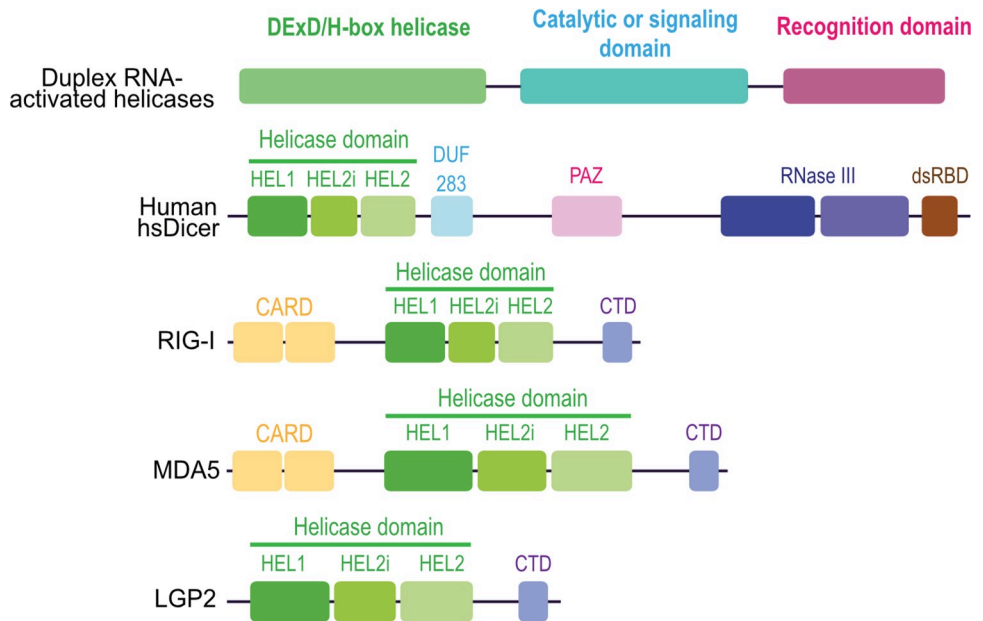 DExD/H-box helicase
Catalytic or signaling
domain
Recognition domain
Duplex RNA-
activated helicases
Helicase domain
HEL1 HEL2i HEL2
DUF
283
PAZ
RNase III
dsRBD
Human
hsDicer
Helicase domain
CARD
HEL1 HEL2i HEL2
CTD
RIG-I
Helicase domain
CARD
HEL1 HEL2i HEL2
CTD
MDA5
Helicase domain
HEL1 HEL2i HEL2
CTD
LGP2